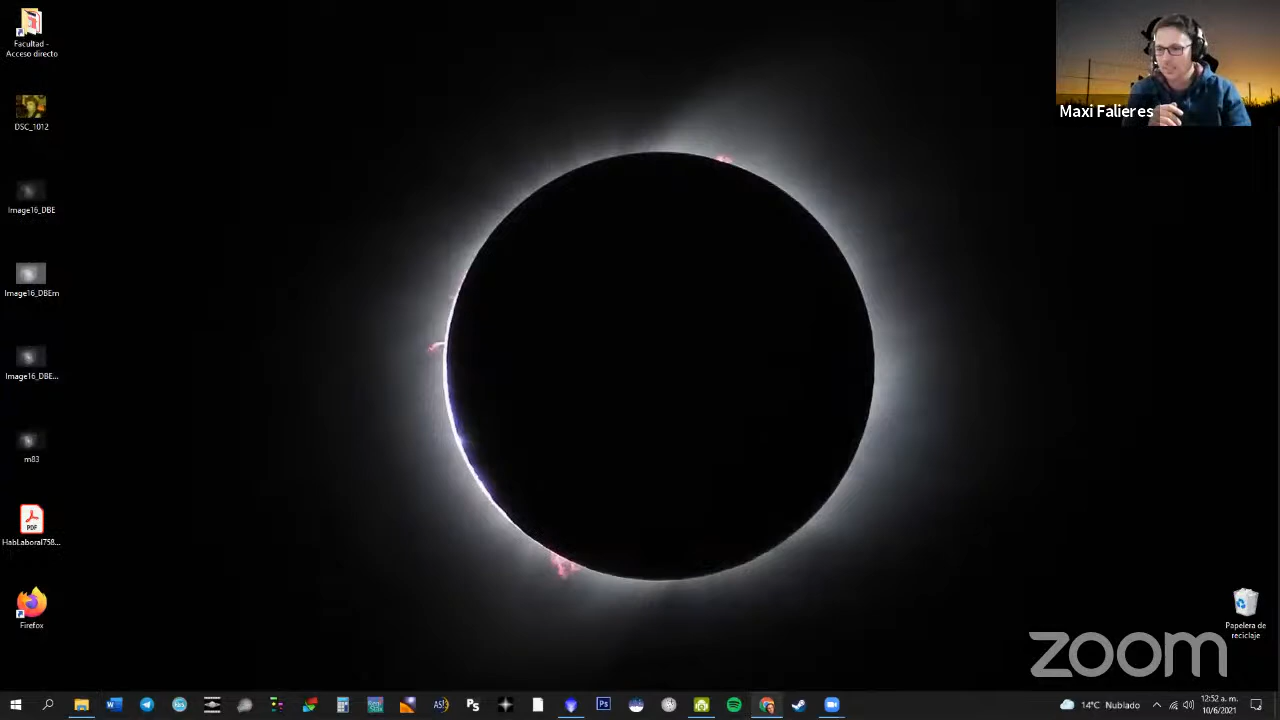 Facultad -
Acceso directo
DSC_1012
Image16_DBE
Image16_DBEm
Image16_DBE...
m83
PDF
HabLaboral758...
Firefox
Maxi Falieres
Papelera de
reciclaje
zoom
14°C Nublado
12:52 a. m.
10/6/2021